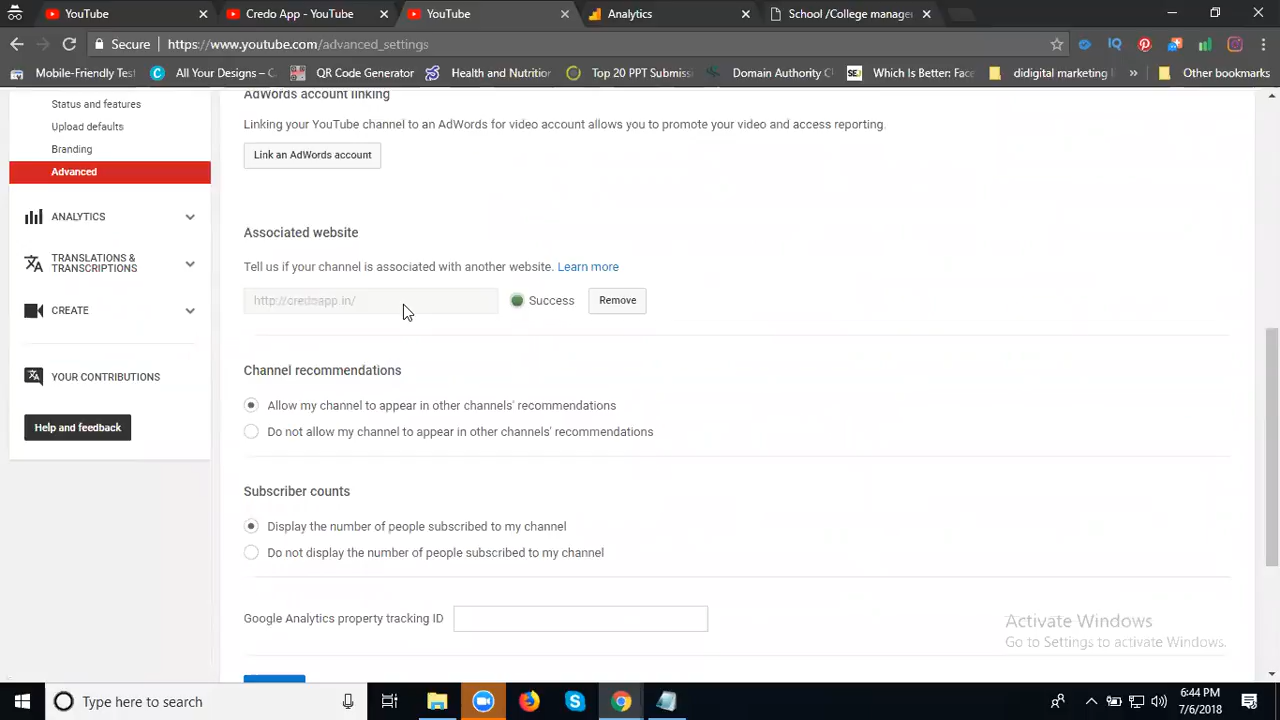 YouTube
Credo App - YouTube
YouTube
Analytics
School /College manage
Secure
https://www.youtube.com/advanced_settings
Mobile-Friendly Test
All Your Designs – C
QR Code Generator
Health and Nutrition
Top 20 PPT Submiss
Domain Authority C
Which Is Better: Face
didigital marketing
Other bookmarks
Status and features
Upload defaults
Branding
Advanced
ANALYTICS
TRANSLATIONS &
TRANSCRIPTIONS
CREATE
YOUR CONTRIBUTIONS
Help and feedback
AdWords account linking
Linking your YouTube channel to an AdWords for video account allows you to promote your video and access reporting.
Link an AdWords account
Associated website
Tell us if your channel is associated with another website. Learn more
http://credoapp.in/
Success
Remove
Channel recommendations
Allow my channel to appear in other channels' recommendations
Do not allow my channel to appear in other channels' recommendations
Subscriber counts
Display the number of people subscribed to my channel
Do not display the number of people subscribed to my channel
Google Analytics property tracking ID
Activate Windows
Go to Settings to activate Windows.
Type here to search
6:44 PM
7/6/2018